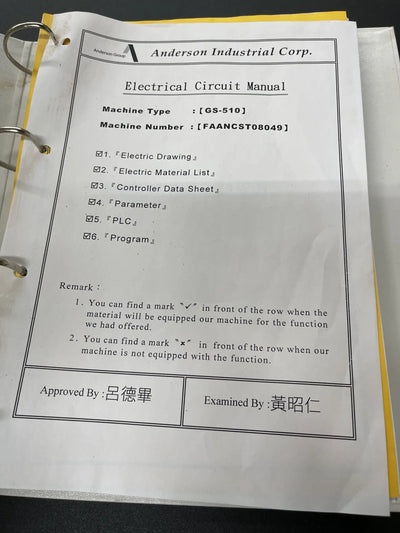 Anderson Group
Anderson Industrial Corp.
Electrical Circuit Manual
Machine Type :【GS-510】
Machine Number :【FAANCST08049】
☑1.『Electric Drawing』
☑2.『Electric Material List』
☑3.『Controller Data Sheet』
☑4.『Parameter』
☑5.『PLC』
☑6.『Program』
Remark：
1. You can find a mark〝✓〞in front of the row when the
material will be equipped our machine for the function
we had offered.
2. You can find a mark〝×〞in front of the row when our
machine is not equipped with the function.
Approved By :呂德畢
Examined By :黃昭仁